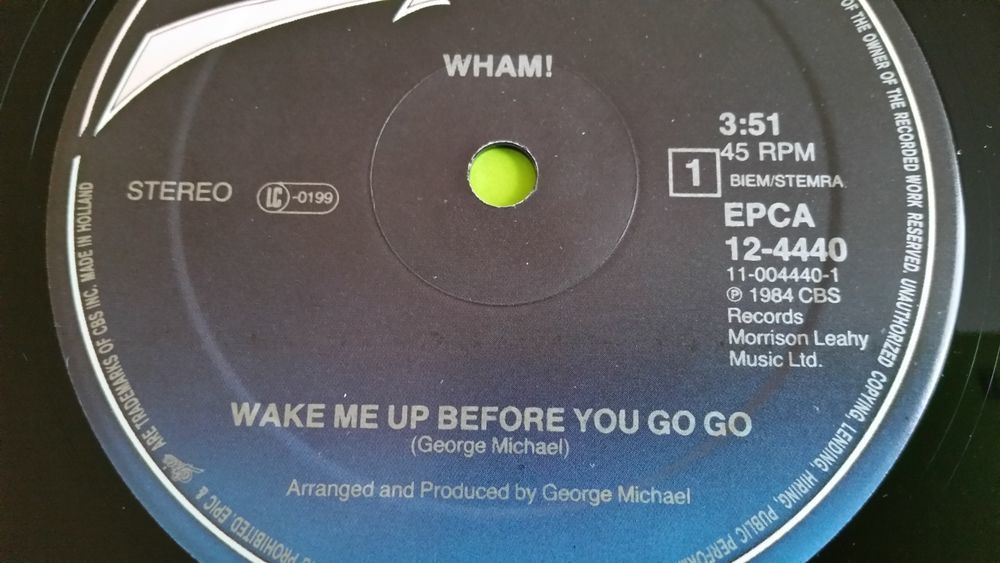 WHAM!
STEREO
LC-0199
1
3:51
45 RPM
BIEM/STEMRA
EPCA
12-4440
11-004440-1
℗ 1984 CBS
Records
Morrison Leahy
Music Ltd.
WAKE ME UP BEFORE YOU GO GO
(George Michael)
Arranged and Produced by George Michael
OF THE OWNER OF THE RECORDED WORK RESERVED. UNAUTHORIZED COPYING, LENDING, HIRING, PUBLIC
PROHIBITED EPIC & ARE TRADEMARKS OF CBS INC. MADE IN HOLLAND